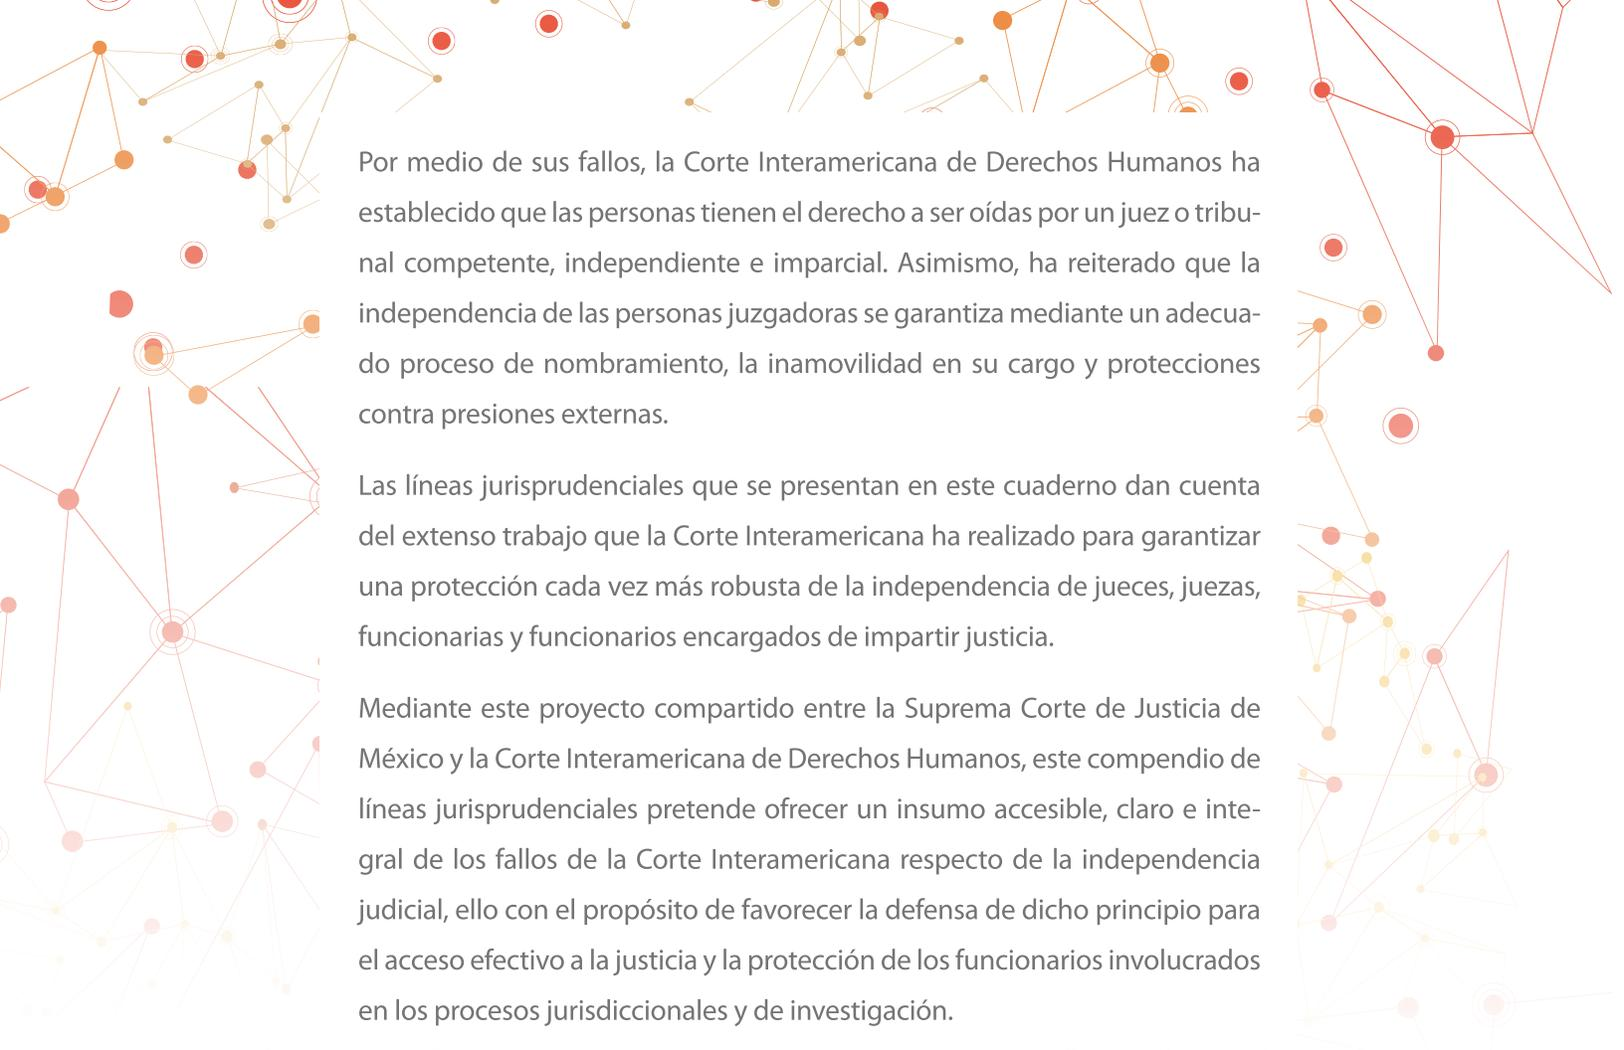 Por medio de sus fallos, la Corte Interamericana de Derechos Humanos ha
establecido que las personas tienen el derecho a ser oídas por un juez o tribu-
nal competente, independiente e imparcial. Asimismo, ha reiterado que la
independencia de las personas juzgadoras se garantiza mediante un adecua-
do proceso de nombramiento, la inamovilidad en su cargo y protecciones
contra presiones externas.
Las líneas jurisprudenciales que se presentan en este cuaderno dan cuenta
del extenso trabajo que la Corte Interamericana ha realizado para garantizar
una protección cada vez más robusta de la independencia de jueces, juezas,
funcionarias y funcionarios encargados de impartir justicia.
Mediante este proyecto compartido entre la Suprema Corte de Justicia de
México y la Corte Interamericana de Derechos Humanos, este compendio de
líneas jurisprudenciales pretende ofrecer un insumo accesible, claro e inte-
gral de los fallos de la Corte Interamericana respecto de la independencia
judicial, ello con el propósito de favorecer la defensa de dicho principio para
el acceso efectivo a la justicia y la protección de los funcionarios involucrados
en los procesos jurisdiccionales y de investigación.